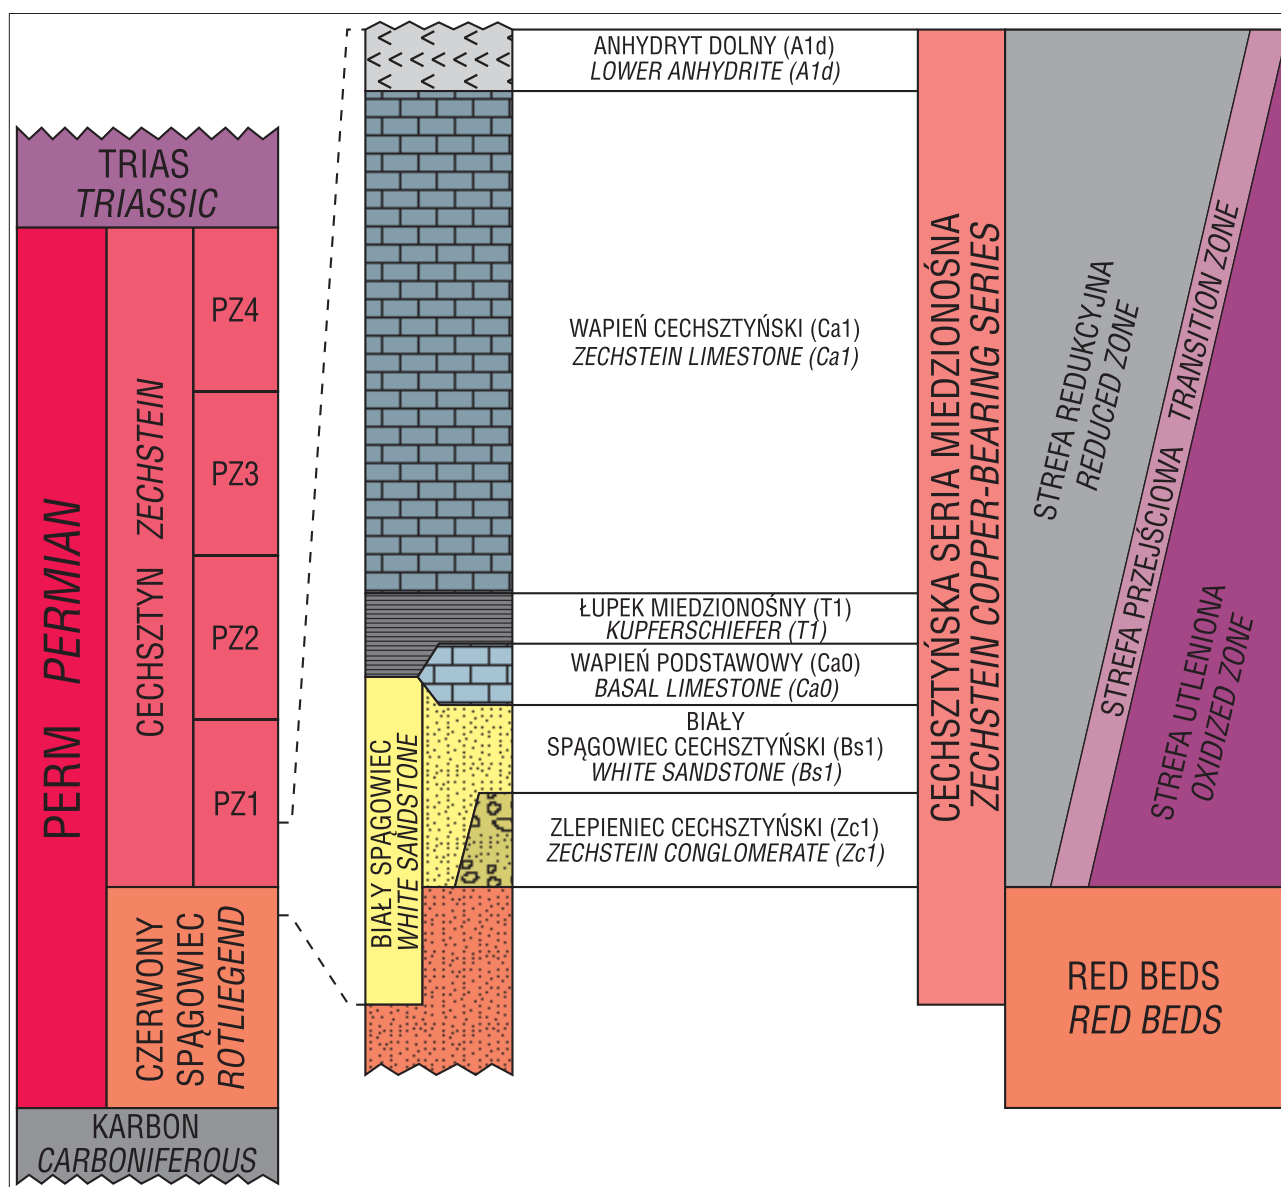 TRIAS
TRIASSIC
PERM PERMIAN
CECHSZTYN ZECHSTEIN
PZ4
PZ3
PZ2
PZ1
CZERWONY
SPĄGOWIEC
ROTLIEGEND
KARBON
CARBONIFEROUS
BIAŁY SPĄGOWIEC
WHITE SANDSTONE
ANHYDRYT DOLNY (A1d)
LOWER ANHYDRITE (A1d)
WAPIEŃ CECHSZTYŃSKI (Ca1)
ZECHSTEIN LIMESTONE (Ca1)
ŁUPEK MIEDZIONOŚNY (T1)
KUPFERSCHIEFER (T1)
WAPIEŃ PODSTAWOWY (Ca0)
BASAL LIMESTONE (Ca0)
BIAŁY
SPĄGOWIEC CECHSZTYŃSKI (Bs1)
WHITE SANDSTONE (Bs1)
ZLEPIENIEC CECHSZTYŃSKI (Zc1)
ZECHSTEIN CONGLOMERATE (Zc1)
CECHSZTYŃSKA SERIA MIEDZIONOŚNA
ZECHSTEIN COPPER-BEARING SERIES
STREFA REDUKCYJNA
REDUCED ZONE
STREFA PRZEJŚCIOWA TRANSITION ZONE
STREFA UTLENIONA
OXIDIZED ZONE
RED BEDS
RED BEDS